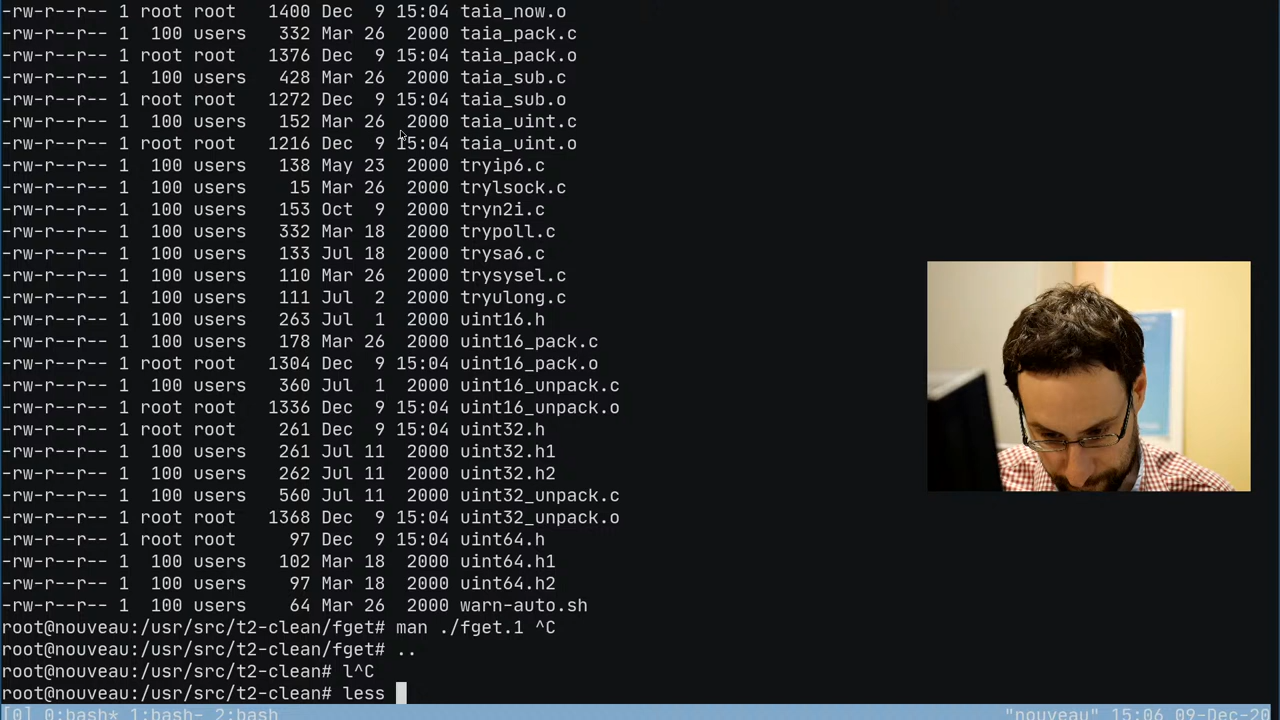 -rw-r--r-- 1 root root   1400 Dec  9 15:04 taia_now.o
-rw-r--r-- 1  100 users   332 Mar 26  2000 taia_pack.c
-rw-r--r-- 1 root root   1376 Dec  9 15:04 taia_pack.o
-rw-r--r-- 1  100 users   428 Mar 26  2000 taia_sub.c
-rw-r--r-- 1 root root   1272 Dec  9 15:04 taia_sub.o
-rw-r--r-- 1  100 users   152 Mar 26  2000 taia_uint.c
-rw-r--r-- 1 root root   1216 Dec  9 15:04 taia_uint.o
-rw-r--r-- 1  100 users   138 May 23  2000 tryip6.c
-rw-r--r-- 1  100 users    15 Mar 26  2000 trylsock.c
-rw-r--r-- 1  100 users   153 Oct  9  2000 tryn2i.c
-rw-r--r-- 1  100 users   332 Mar 18  2000 trypoll.c
-rw-r--r-- 1  100 users   133 Jul 18  2000 trysa6.c
-rw-r--r-- 1  100 users   110 Mar 26  2000 trysysel.c
-rw-r--r-- 1  100 users   111 Jul  2  2000 tryulong.c
-rw-r--r-- 1  100 users   263 Jul  1  2000 uint16.h
-rw-r--r-- 1  100 users   178 Mar 26  2000 uint16_pack.c
-rw-r--r-- 1 root root   1304 Dec  9 15:04 uint16_pack.o
-rw-r--r-- 1  100 users   360 Jul  1  2000 uint16_unpack.c
-rw-r--r-- 1 root root   1336 Dec  9 15:04 uint16_unpack.o
-rw-r--r-- 1 root root    261 Dec  9 15:04 uint32.h
-rw-r--r-- 1  100 users   261 Jul 11  2000 uint32.h1
-rw-r--r-- 1  100 users   262 Jul 11  2000 uint32.h2
-rw-r--r-- 1  100 users   560 Jul 11  2000 uint32_unpack.c
-rw-r--r-- 1 root root   1368 Dec  9 15:04 uint32_unpack.o
-rw-r--r-- 1 root root     97 Dec  9 15:04 uint64.h
-rw-r--r-- 1  100 users   102 Mar 18  2000 uint64.h1
-rw-r--r-- 1  100 users    97 Mar 18  2000 uint64.h2
-rw-r--r-- 1  100 users    64 Mar 26  2000 warn-auto.sh
root@nouveau:/usr/src/t2-clean/fget# man ./fget.1 ^C
root@nouveau:/usr/src/t2-clean/fget# ..
root@nouveau:/usr/src/t2-clean# l^C
root@nouveau:/usr/src/t2-clean# less
[0] 0:bash* 1:bash- 2:bash "nouveau" 15:06 09-Dec-20